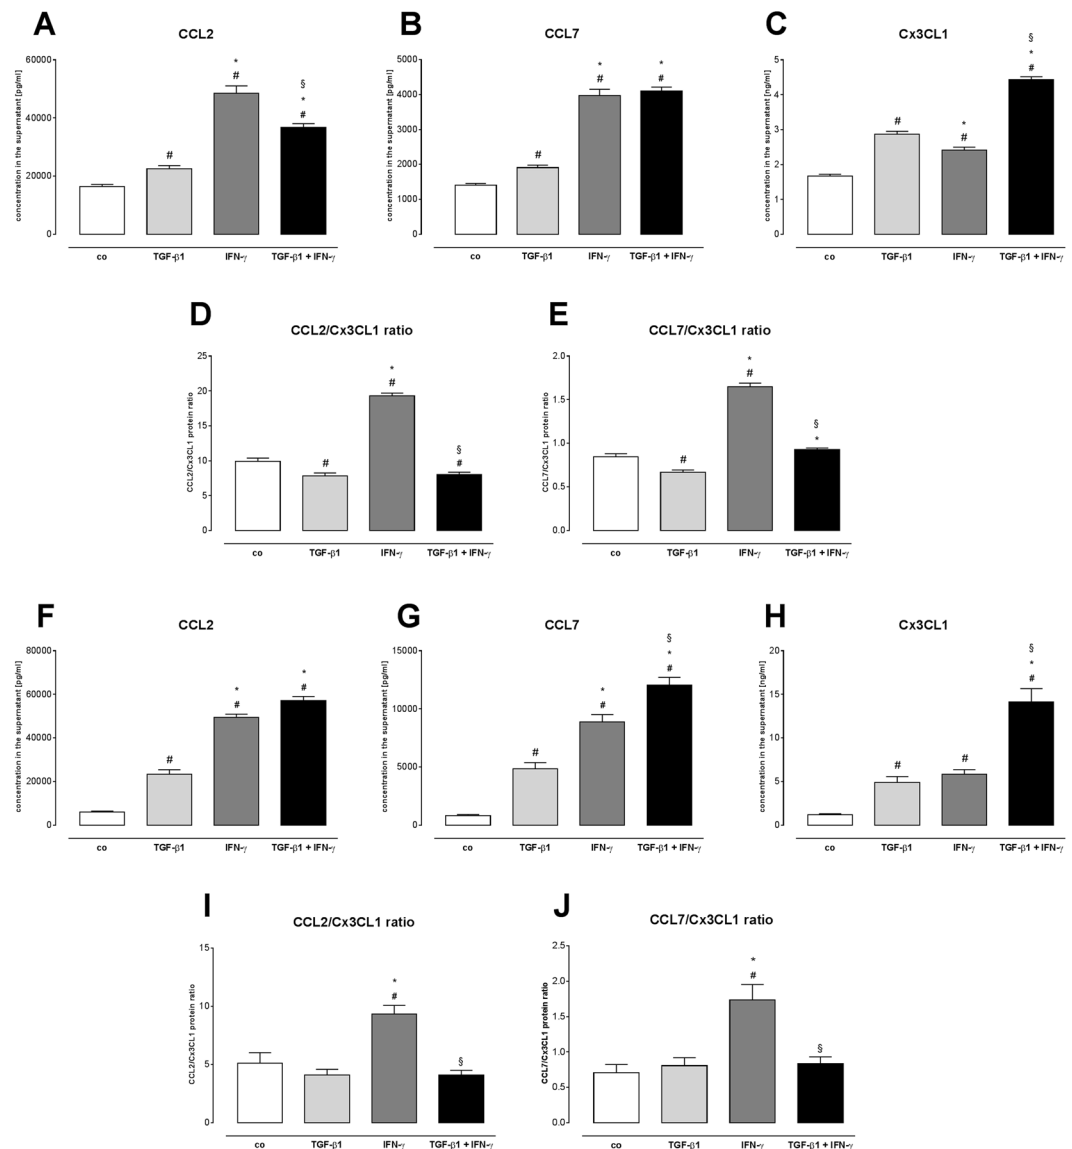 A
CCL2
concentration in the supernatant [pg/ml]
60000
40000
20000
0
#
*
#
§
*
#
co
TGF-β1
IFN-γ
TGF-β1 + IFN-γ
B
CCL7
concentration in the supernatant [pg/ml]
5000
4000
3000
2000
1000
0
#
*
#
*
#
co
TGF-β1
IFN-γ
TGF-β1 + IFN-γ
C
Cx3CL1
concentration in the supernatant [ng/ml]
5
4
3
2
1
0
#
*
#
§
*
#
co
TGF-β1
IFN-γ
TGF-β1 + IFN-γ
D
CCL2/Cx3CL1 ratio
CCL2/Cx3CL1 protein ratio
25
20
15
10
5
0
#
*
#
§
#
co
TGF-β1
IFN-γ
TGF-β1 + IFN-γ
E
CCL7/Cx3CL1 ratio
CCL7/Cx3CL1 protein ratio
2.0
1.5
1.0
0.5
0.0
#
*
#
§
*
co
TGF-β1
IFN-γ
TGF-β1 + IFN-γ
F
CCL2
concentration in the supernatant [pg/ml]
80000
60000
40000
20000
0
#
*
#
*
#
co
TGF-β1
IFN-γ
TGF-β1 + IFN-γ
G
CCL7
concentration in the supernatant [pg/ml]
15000
10000
5000
0
#
*
#
§
*
#
co
TGF-β1
IFN-γ
TGF-β1 + IFN-γ
H
Cx3CL1
concentration in the supernatant [ng/ml]
20
15
10
5
0
#
#
§
*
#
co
TGF-β1
IFN-γ
TGF-β1 + IFN-γ
I
CCL2/Cx3CL1 ratio
CCL2/Cx3CL1 protein ratio
15
10
5
0
*
#
§
co
TGF-β1
IFN-γ
TGF-β1 + IFN-γ
J
CCL7/Cx3CL1 ratio
CCL7/Cx3CL1 protein ratio
2.5
2.0
1.5
1.0
0.5
0.0
*
#
§
co
TGF-β1
IFN-γ
TGF-β1 + IFN-γ